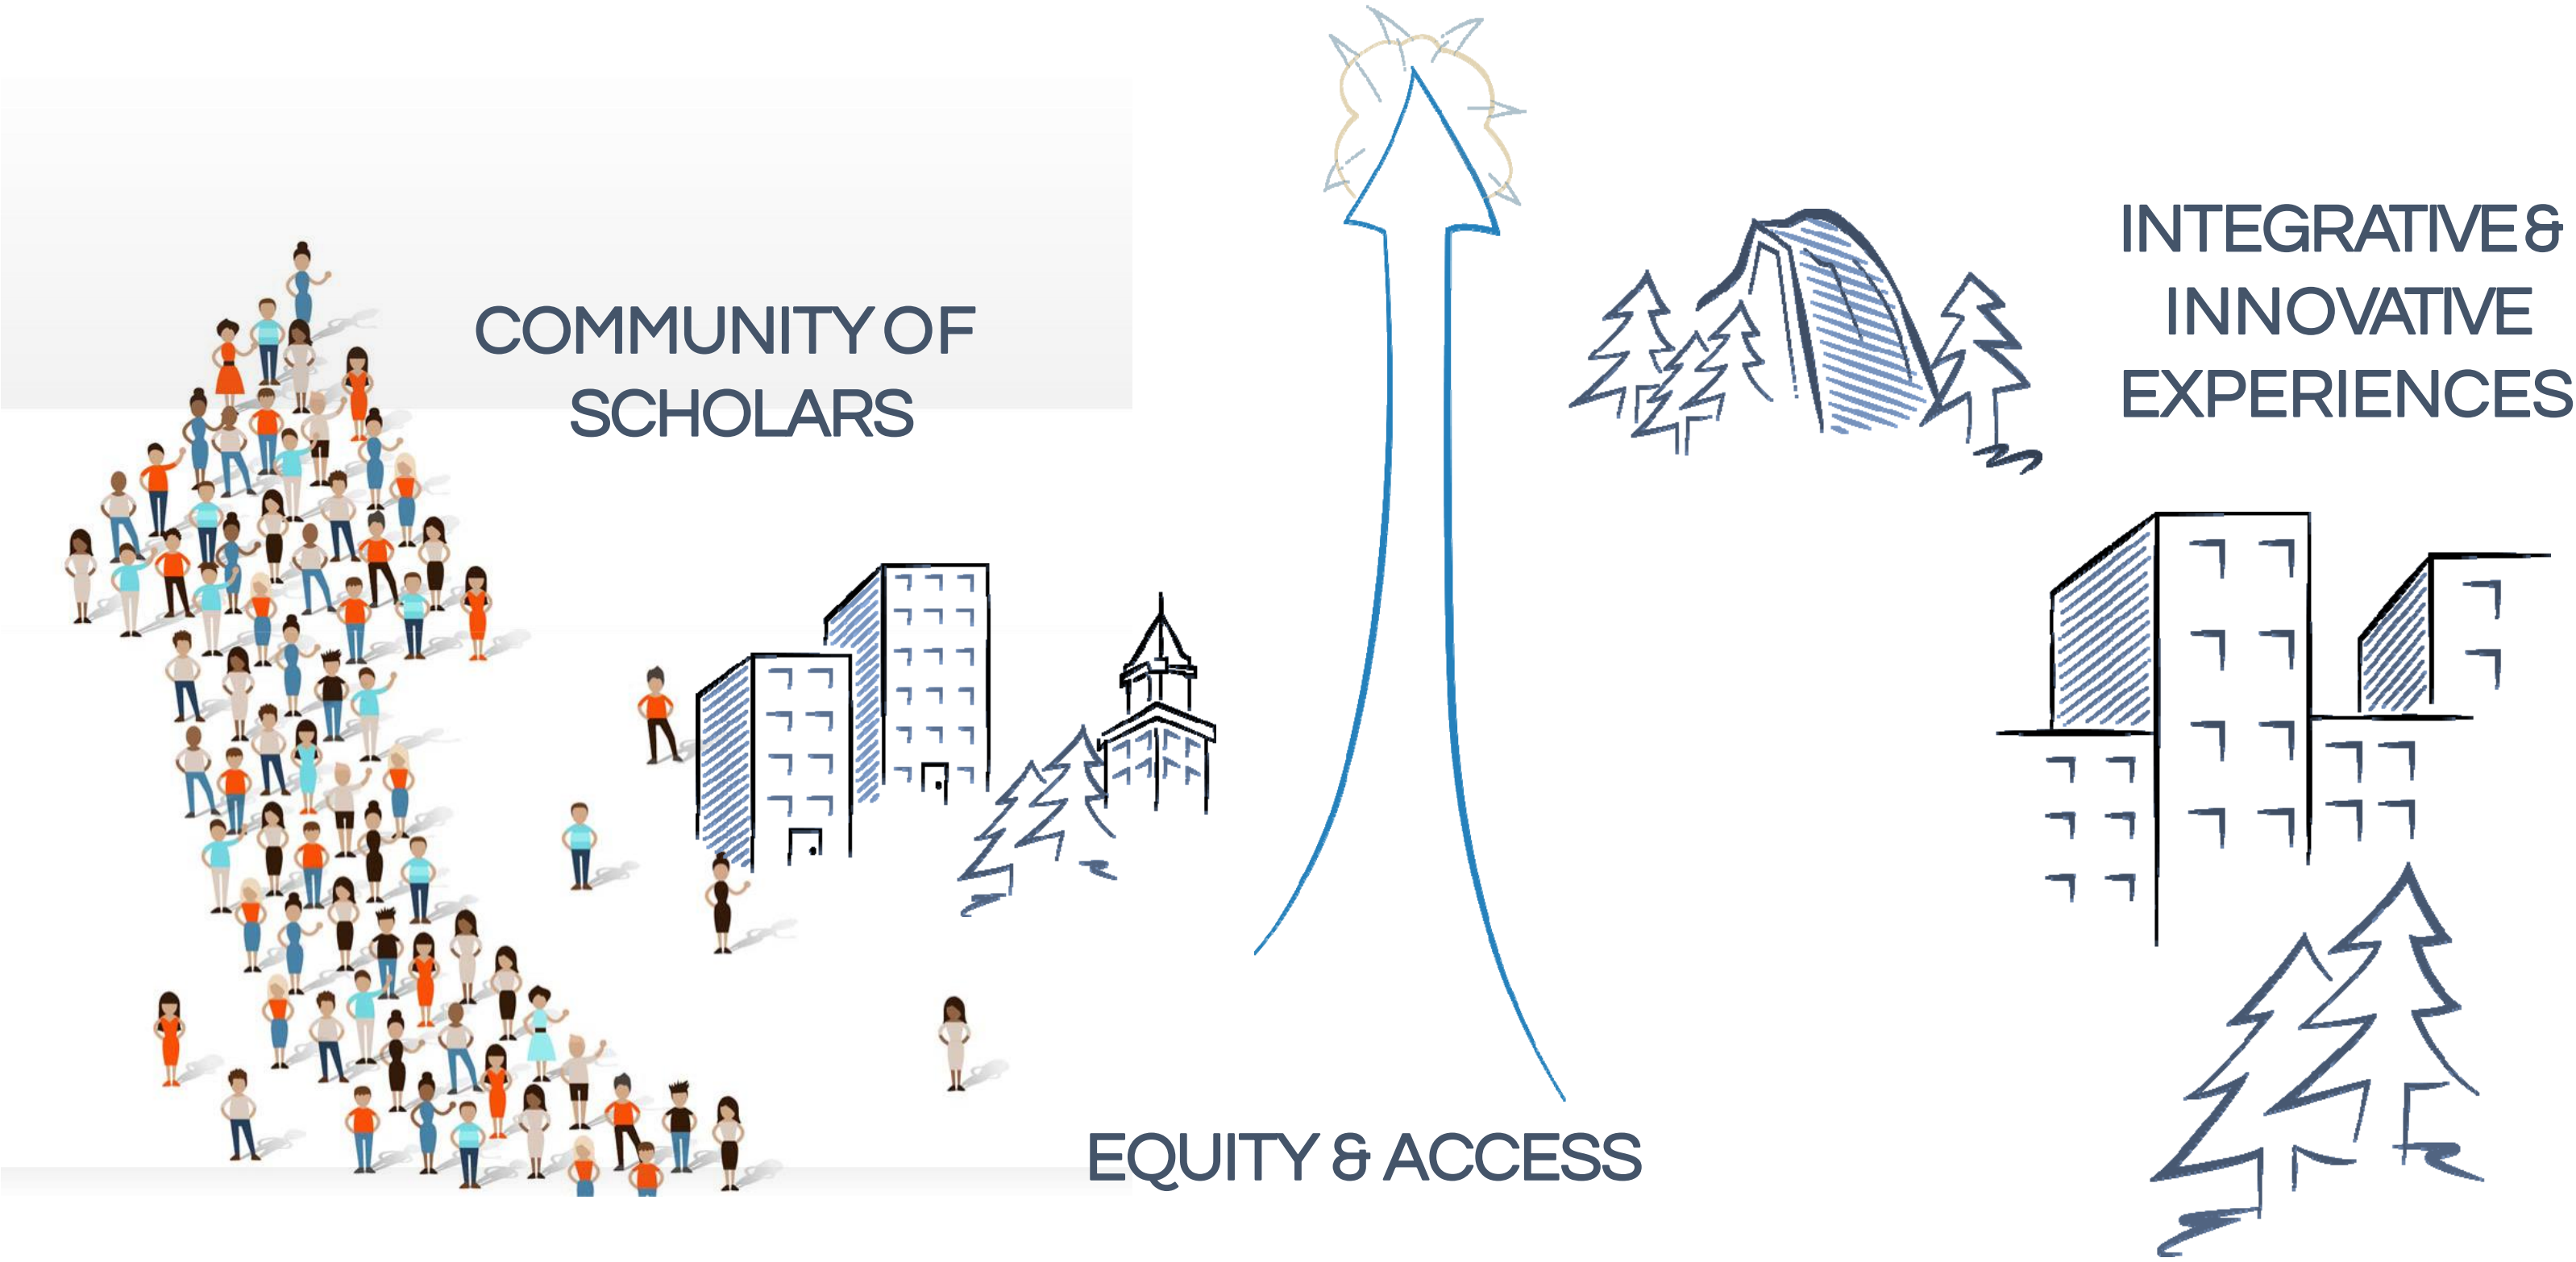 COMMUNITY OF
SCHOLARS
INTEGRATIVE &
INNOVATIVE
EXPERIENCES
EQUITY & ACCESS